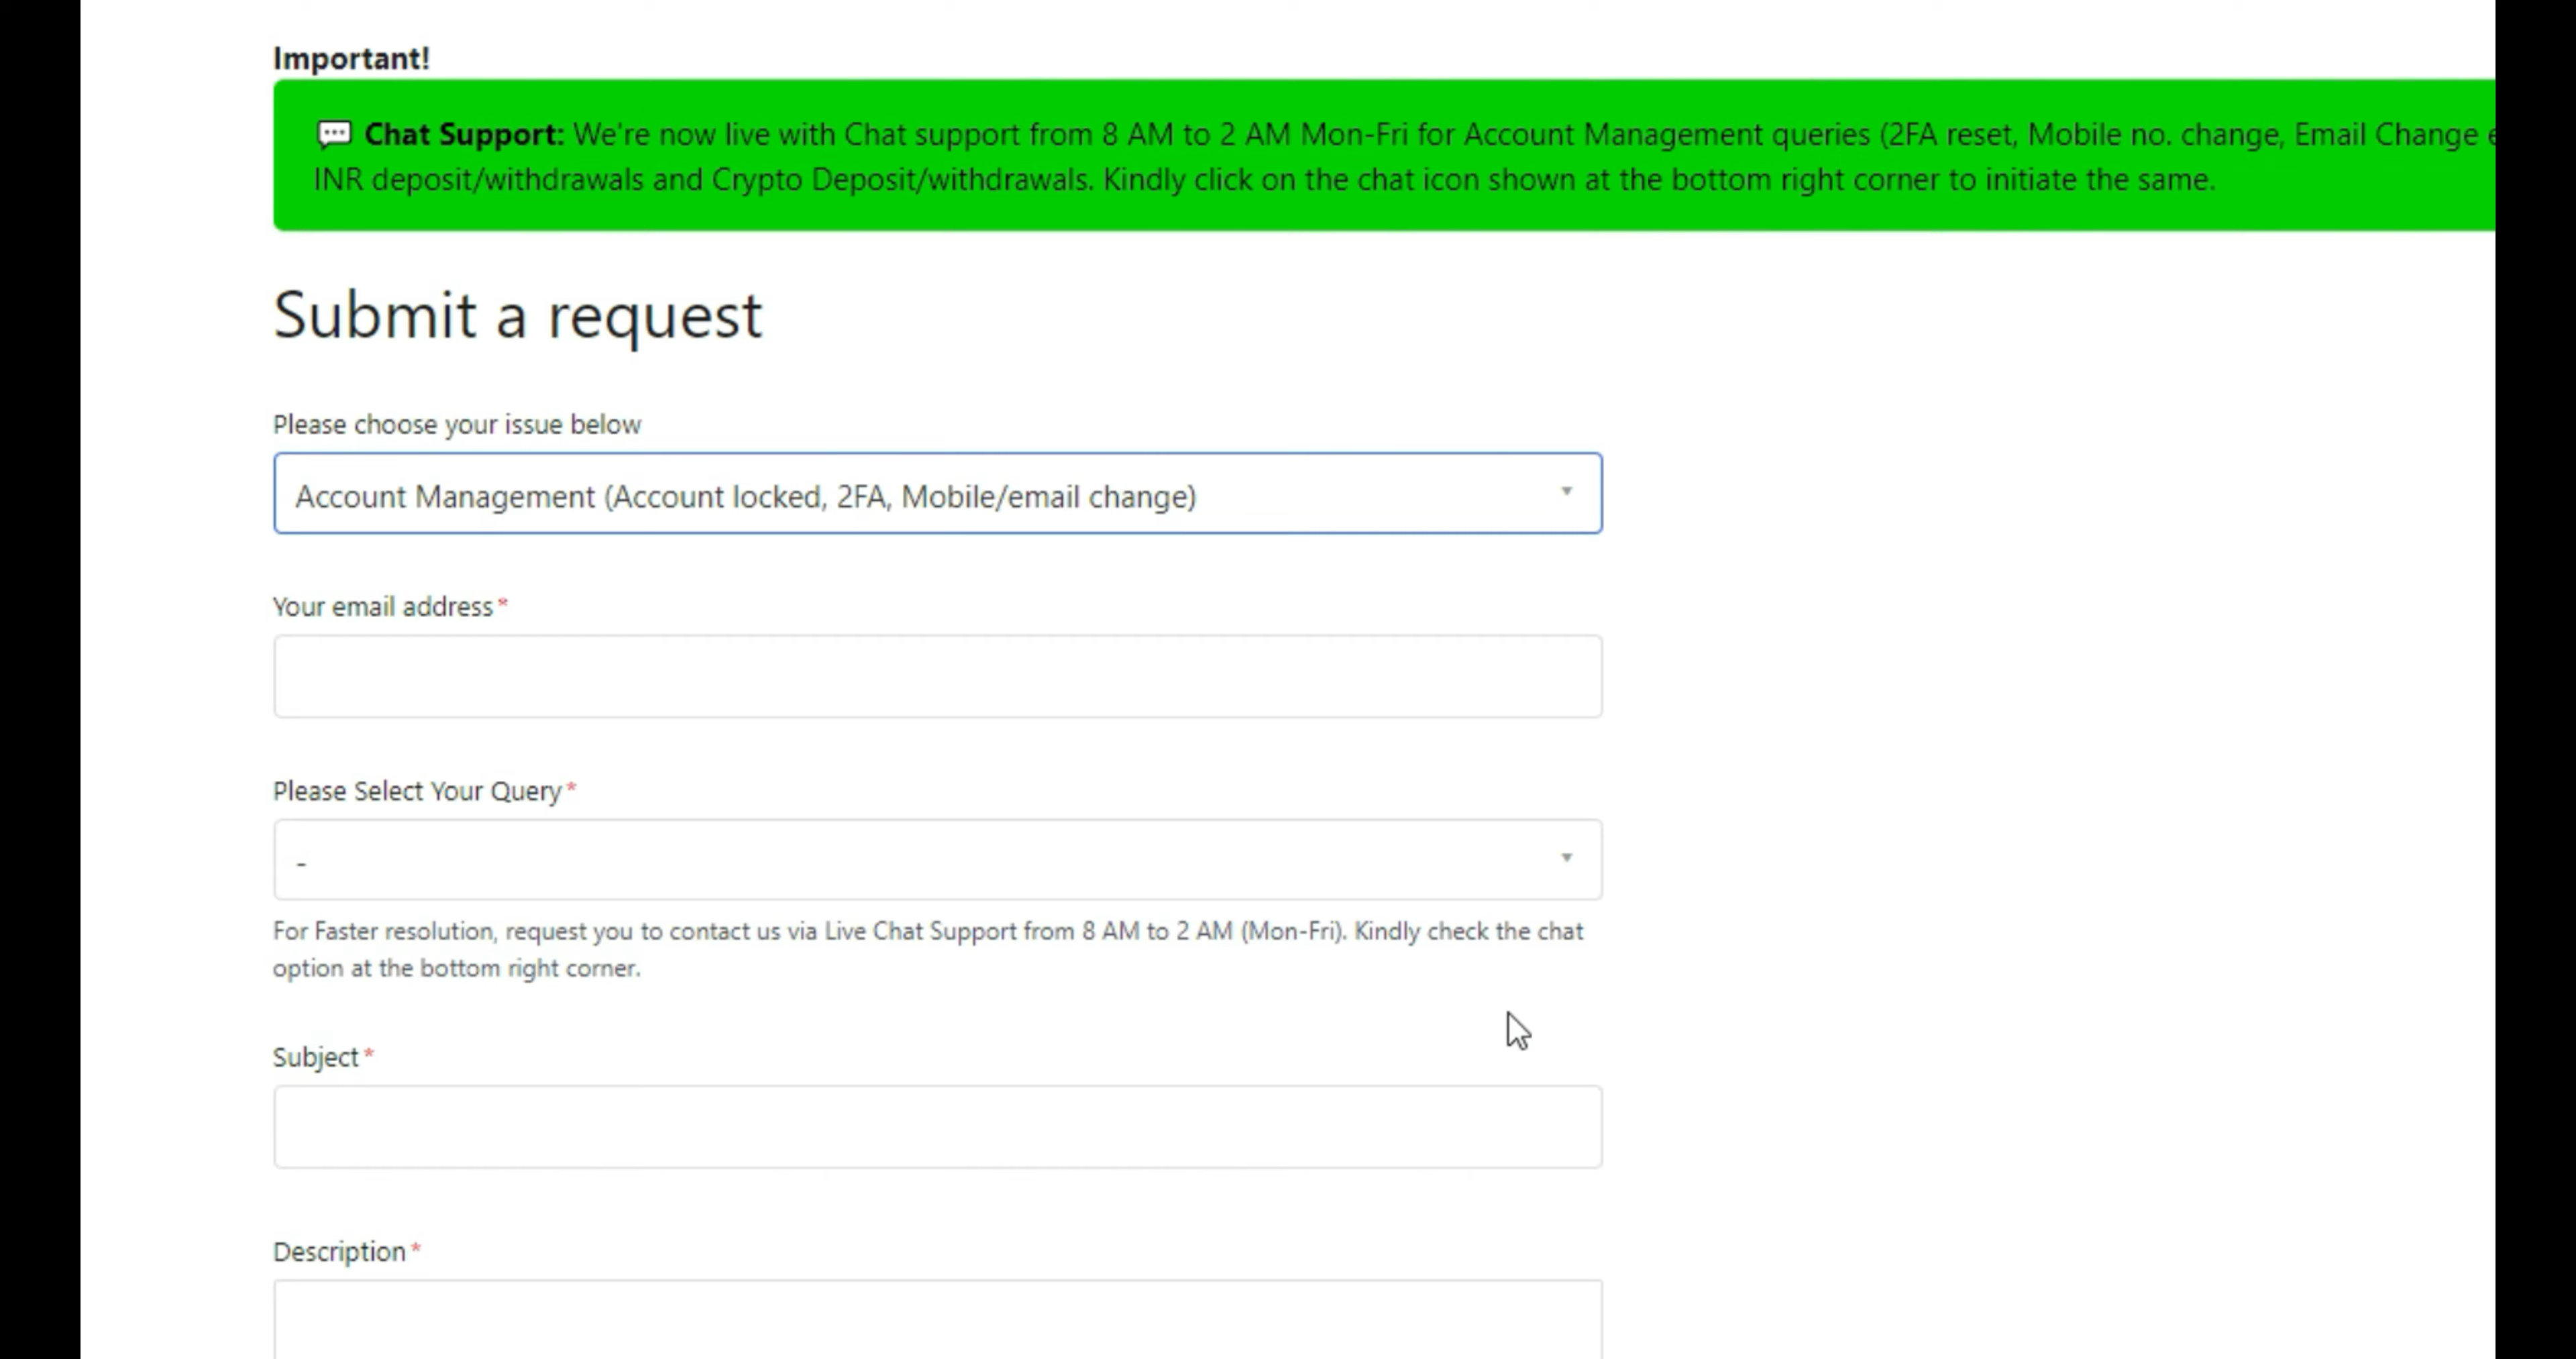 Important!
💬 Chat Support: We're now live with Chat support from 8 AM to 2 AM Mon-Fri for Account Management queries (2FA reset, Mobile no. change, Email Change
INR deposit/withdrawals and Crypto Deposit/withdrawals. Kindly click on the chat icon shown at the bottom right corner to initiate the same.
Submit a request
Please choose your issue below
Account Management (Account locked, 2FA, Mobile/email change)
Your email address*
Please Select Your Query*
-
For Faster resolution, request you to contact us via Live Chat Support from 8 AM to 2 AM (Mon-Fri). Kindly check the chat
option at the bottom right corner.
Subject*
Description*